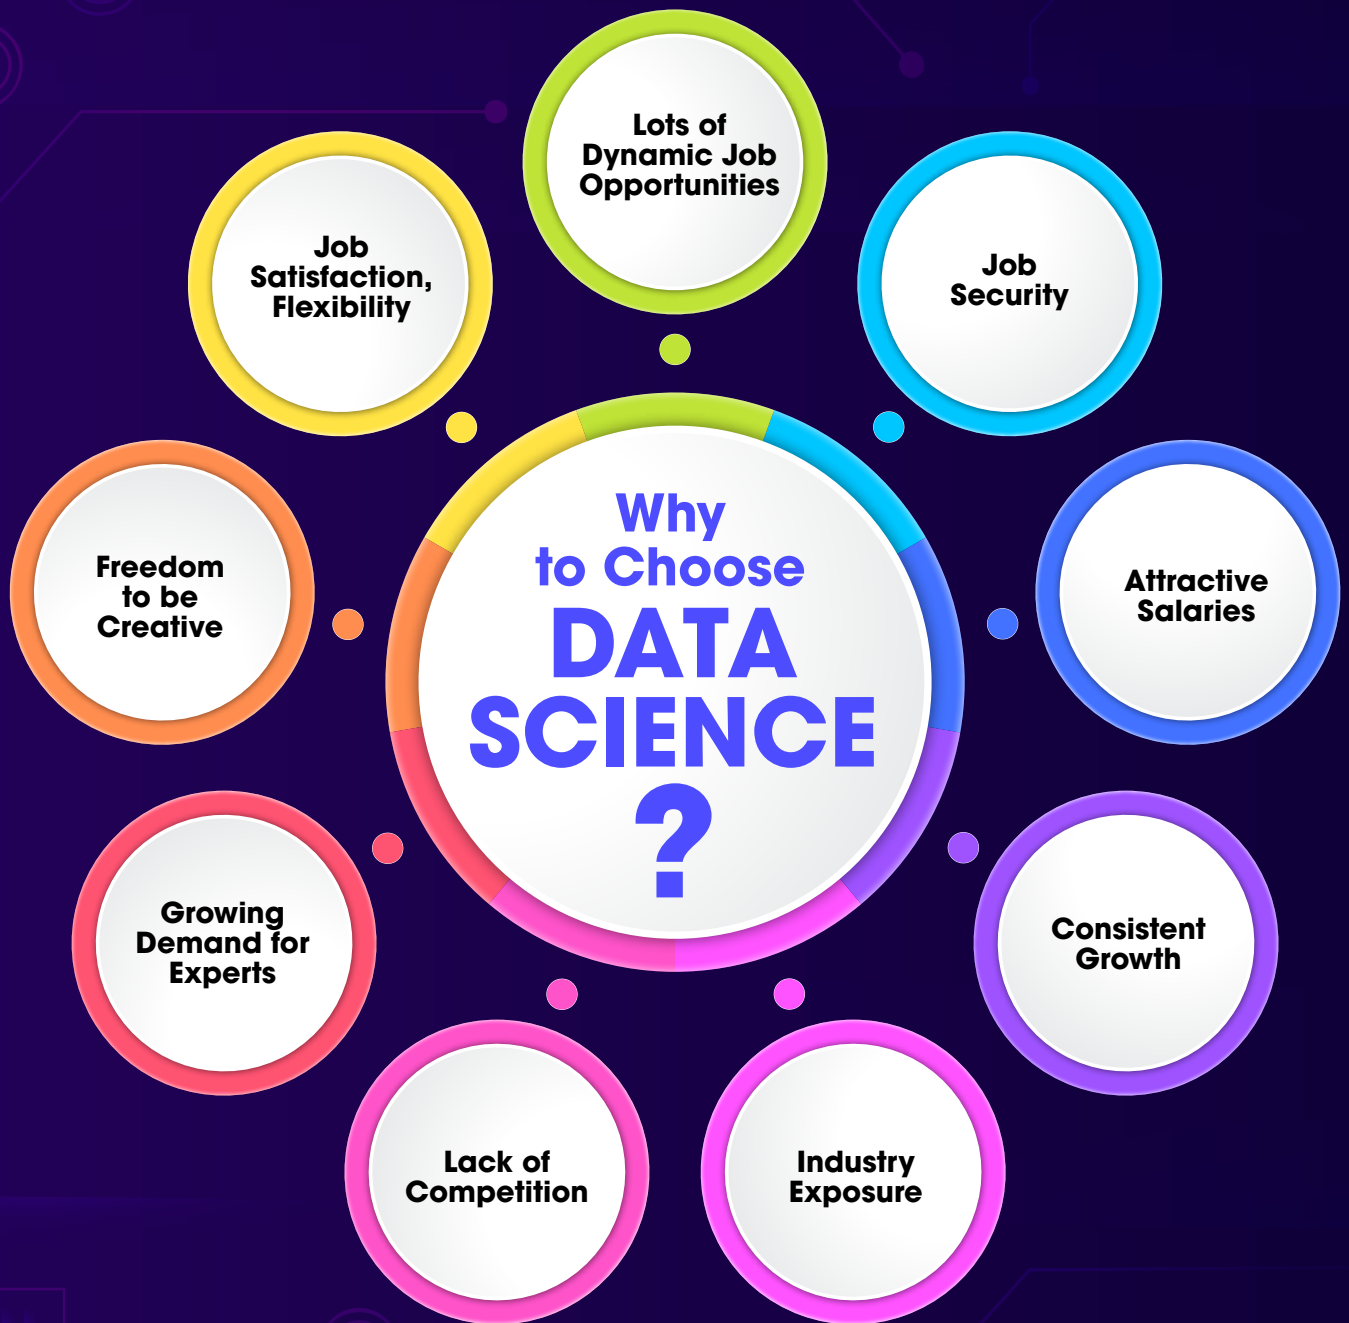 Why
to Choose
DATA
SCIENCE
?
Lots of
Dynamic Job
Opportunities
Job
Security
Attractive
Salaries
Consistent
Growth
Industry
Exposure
Lack of
Competition
Growing
Demand for
Experts
Freedom
to be
Creative
Job
Satisfaction,
Flexibility